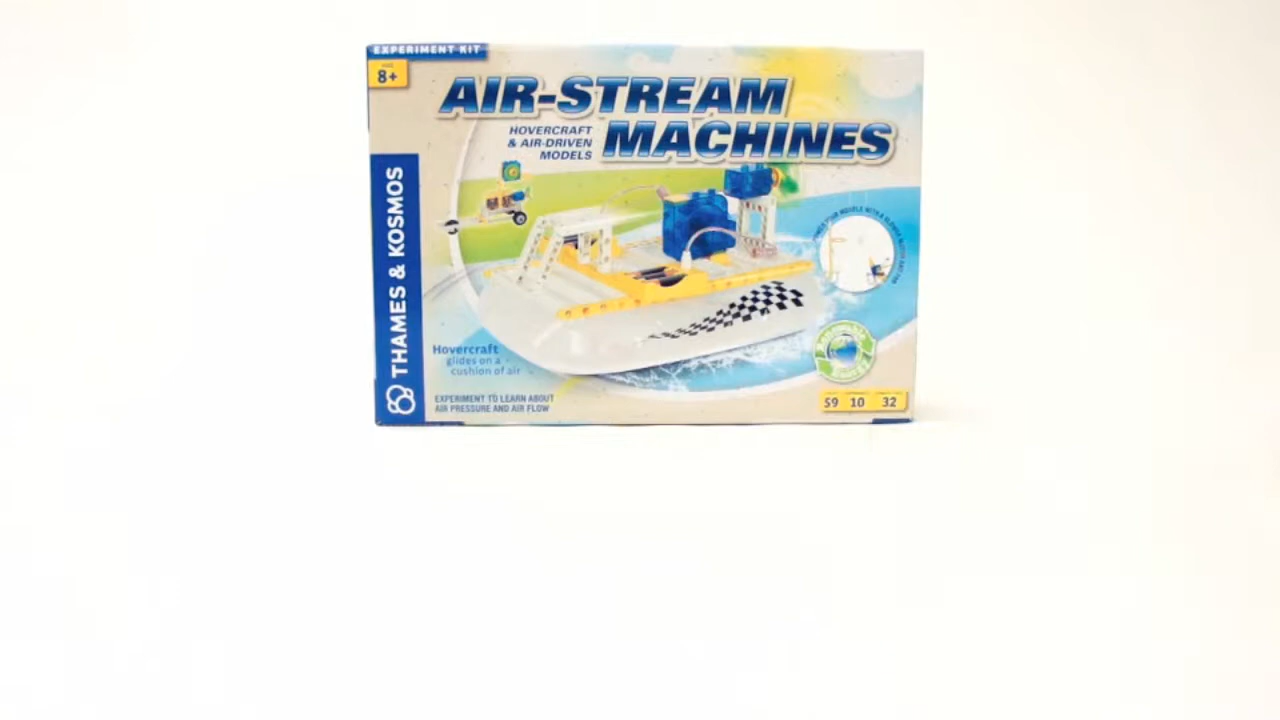 EXPERIMENT KIT
8+
AIR-STREAM
MACHINES
HOVERCRAFT
& AIR-DRIVEN
MODELS
THAMES & KOSMOS
Hovercraft
glides on a
cushion of air
EXPERIMENT TO LEARN ABOUT
AIR PRESSURE AND AIR FLOW
59 10 32